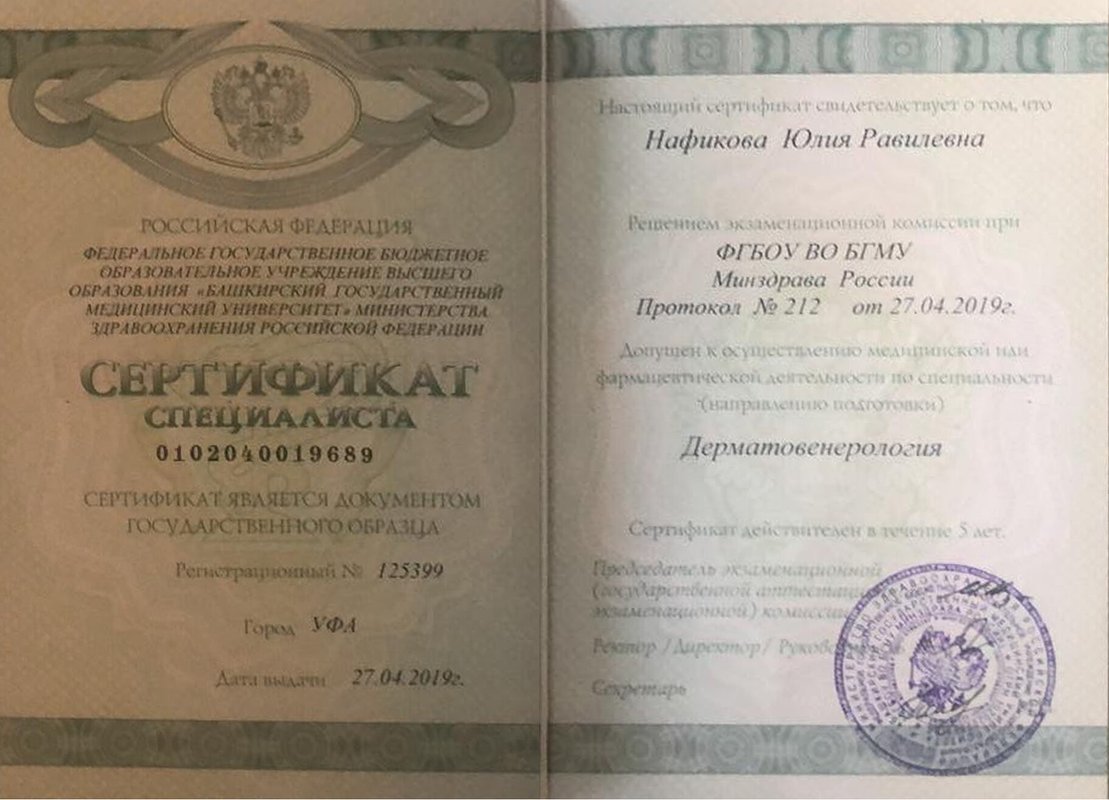 РОССИЙСКАЯ ФЕДЕРАЦИЯ
ФЕДЕРАЛЬНОЕ ГОСУДАРСТВЕННОЕ БЮДЖЕТНОЕ
ОБРАЗОВАТЕЛЬНОЕ УЧРЕЖДЕНИЕ ВЫСШЕГО
ОБРАЗОВАНИЯ «БАШКИРСКИЙ ГОСУДАРСТВЕННЫЙ
МЕДИЦИНСКИЙ УНИВЕРСИТЕТ» МИНИСТЕРСТВА
ЗДРАВООХРАНЕНИЯ РОССИЙСКОЙ ФЕДЕРАЦИИ
СЕРТИФИКАТ
СПЕЦИАЛИСТА
0102040019689
СЕРТИФИКАТ ЯВЛЯЕТСЯ ДОКУМЕНТОМ
ГОСУДАРСТВЕННОГО ОБРАЗЦА
Регистрационный № 125399
Город УФА
Дата выдачи 27.04.2019г.
Настоящий сертификат свидетельствует о том, что
Нафикова Юлия Равилевна
Решением экзаменационной комиссии при
ФГБОУ ВО БГМУ
Минздрава России
Протокол № 212 от 27.04.2019г.
Допущен к осуществлению медицинской или
фармацевтической деятельности по специальности
(направлению подготовки)
Дерматовенерология
Сертификат действителен в течение 5 лет.
Председатель экзаменационной
(государственной аттестаци
экзаменационной) комиссии
Ректор /Директор/
Секретарь